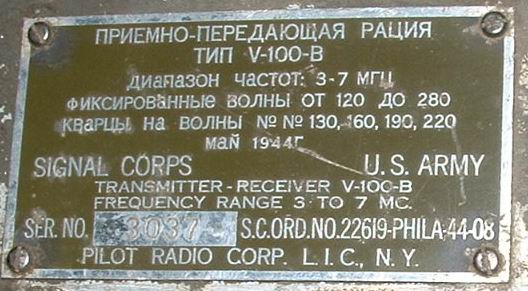 ПРИЕМНО-ПЕРЕДАЮЩАЯ РАЦИЯ
ТИП V-100-B
ДИАПАЗОН ЧАСТОТ: 3-7 МГЦ
ФИКСИРОВАННЫЕ ВОЛНЫ ОТ 120 ДО 280
КВАРЦЫ НА ВОЛНЫ №№ 130, 160, 190, 220
МАЙ 1944Г
SIGNAL CORPS U.S. ARMY
TRANSMITTER-RECEIVER V-100-B
FREQUENCY RANGE 3 TO 7 MC.
SER. NO. 3037 S.C.ORD.NO.22619-PHILA-44-08
PILOT RADIO CORP. L.I.C., N.Y.